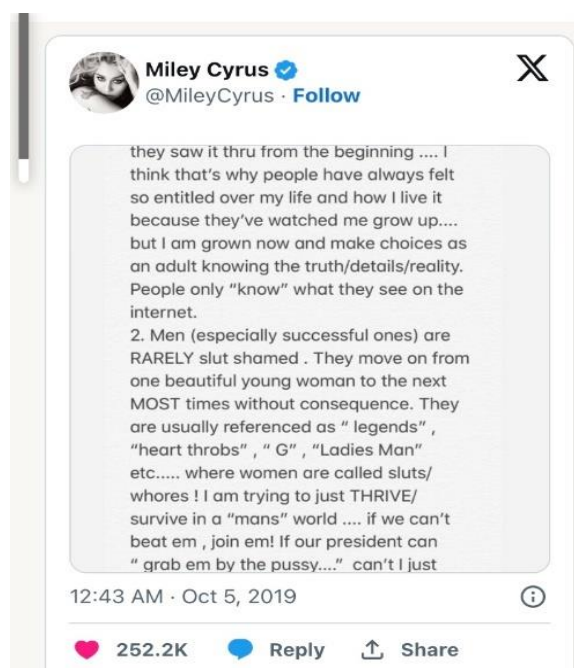 Miley Cyrus
@MileyCyrus · Follow
they saw it thru from the beginning .... I
think that's why people have always felt
so entitled over my life and how I live it
because they've watched me grow up....
but I am grown now and make choices as
an adult knowing the truth/details/reality.
People only “know” what they see on the
internet.
2. Men (especially successful ones) are
RARELY slut shamed . They move on from
one beautiful young woman to the next
MOST times without consequence. They
are usually referenced as “ legends” ,
“heart throbs” , “ G” , “Ladies Man”
etc..... where women are called sluts/
whores ! I am trying to just THRIVE/
survive in a “mans” world .... if we can't
beat em , join em! If our president can
“ grab em by the pussy....” can't I just
12:43 AM · Oct 5, 2019
252.2K Reply Share